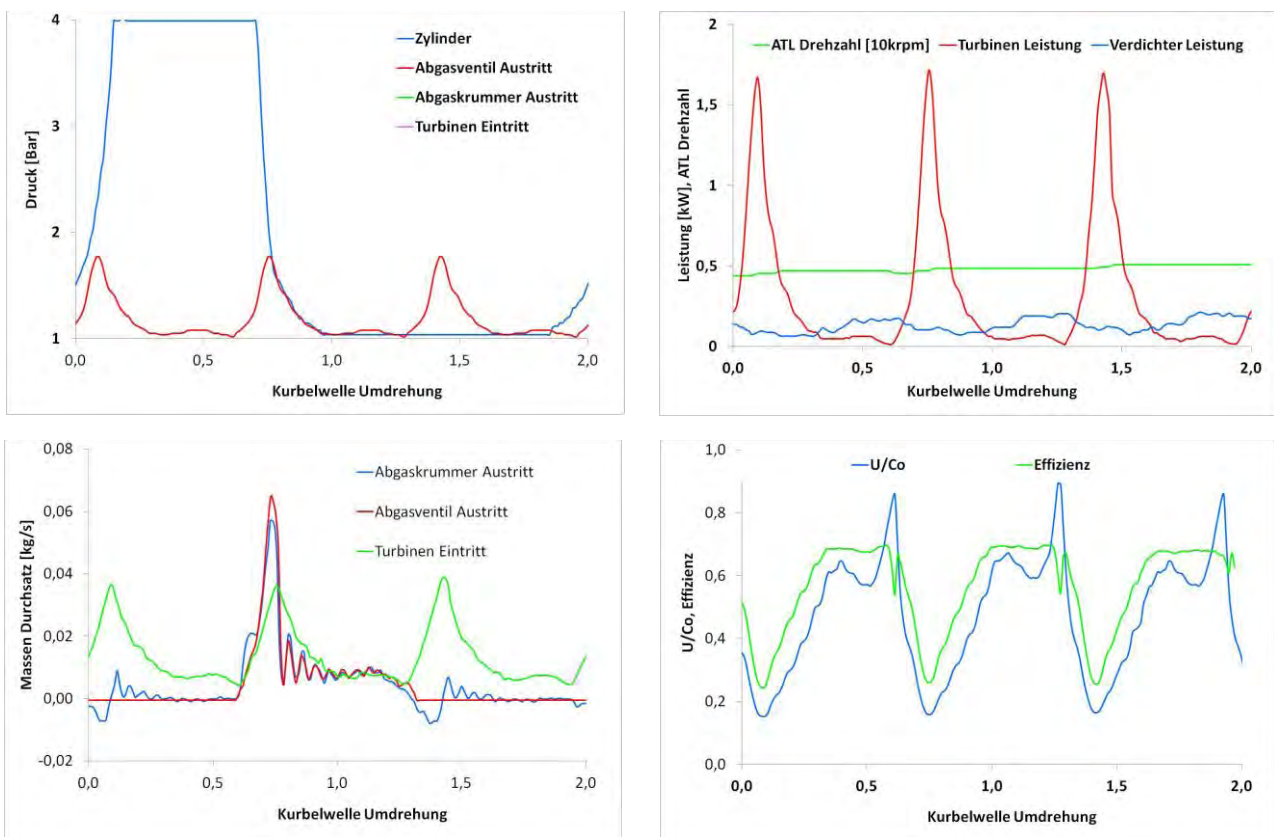 4
3
2
1
Druck [Bar]
Zylinder
Abgasventil Austritt
Abgaskrummer Austritt
Turbinen Eintritt
0,0 0,5 1,0 1,5 2,0
Kurbelwelle Umdrehung
2
1,5
1
0,5
0
Leistung [kW], ATL Drehzahl
ATL Drehzahl [10krpm] Turbinen Leistung Verdichter Leistung
0,0 0,5 1,0 1,5 2,0
Kurbelwelle Umdrehung
0,08
0,06
0,04
0,02
0,00
-0,02
Massen Durchsatz [kg/s]
Abgaskrummer Austritt
Abgasventil Austritt
Turbinen Eintritt
0,0 0,5 1,0 1,5 2,0
Kurbelwelle Umdrehung
1,0
0,8
0,6
0,4
0,2
0,0
U/Co, Effizienz
U/Co Effizienz
0,0 0,5 1,0 1,5 2,0
Kurbelwelle Umdrehung